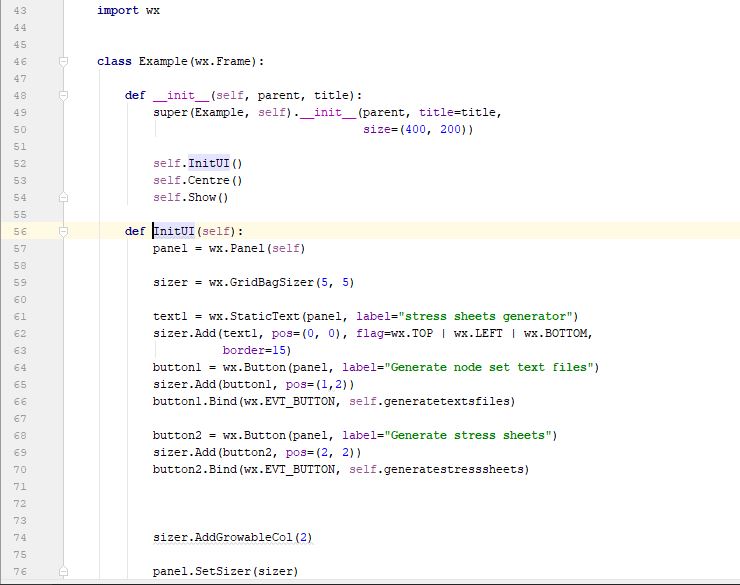 43 import wx
44
45
46 class Example(wx.Frame):
47
48 def __init__(self, parent, title):
49 super(Example, self).__init__(parent, title=title,
50 size=(400, 200))
51
52 self.InitUI()
53 self.Centre()
54 self.Show()
55
56 def InitUI(self):
57 panel = wx.Panel(self)
58
59 sizer = wx.GridBagSizer(5, 5)
60
61 text1 = wx.StaticText(panel, label="stress sheets generator")
62 sizer.Add(text1, pos=(0, 0), flag=wx.TOP | wx.LEFT | wx.BOTTOM,
63 border=15)
64 button1 = wx.Button(panel, label="Generate node set text files")
65 sizer.Add(button1, pos=(1,2))
66 button1.Bind(wx.EVT_BUTTON, self.generatetextsfiles)
67
68 button2 = wx.Button(panel, label="Generate stress sheets")
69 sizer.Add(button2, pos=(2, 2))
70 button2.Bind(wx.EVT_BUTTON, self.generatestresssheets)
71
72
73
74 sizer.AddGrowableCol(2)
75
76 panel.SetSizer(sizer)